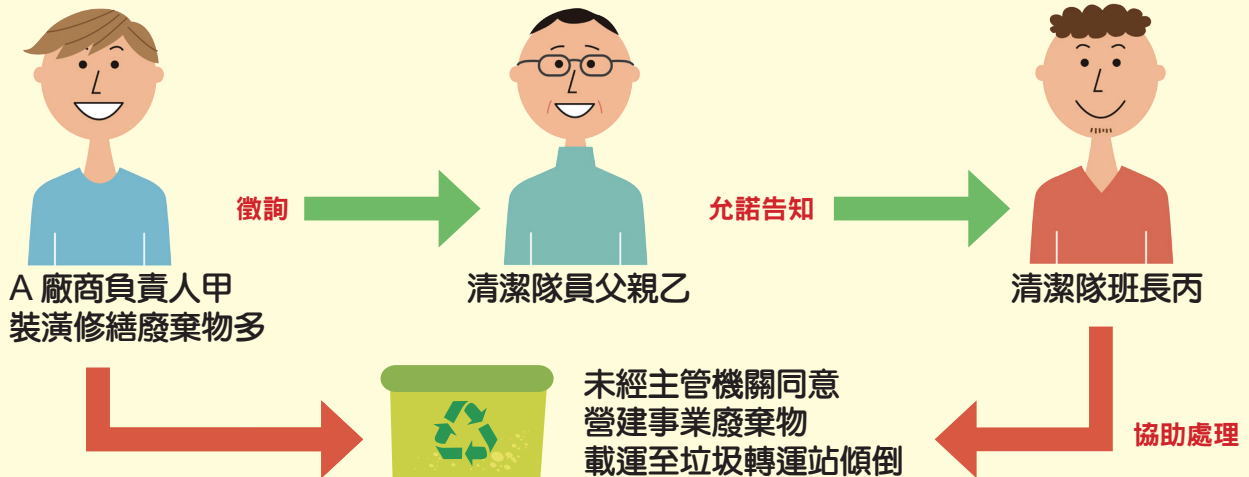 徵詢
允諾告知
A 廠商負責人甲
裝潢修繕廢棄物多
清潔隊員父親乙
清潔隊班長丙
未經主管機關同意
營建事業廢棄物
載運至垃圾轉運站傾倒
協助處理